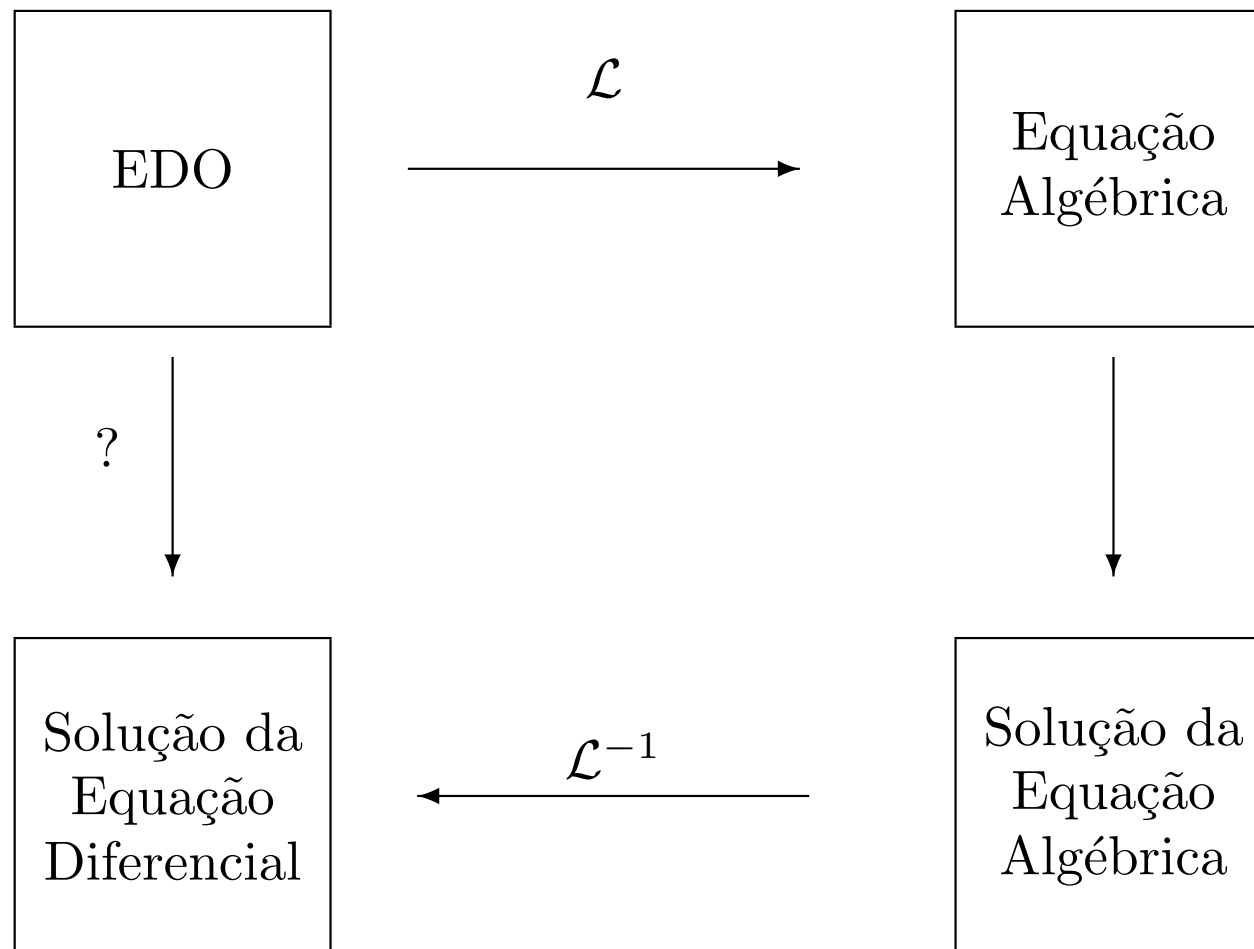 EDO
ℒ
Equação
Algébrica
?
Solução da
Equação
Diferencial
ℒ⁻¹
Solução da
Equação
Algébrica